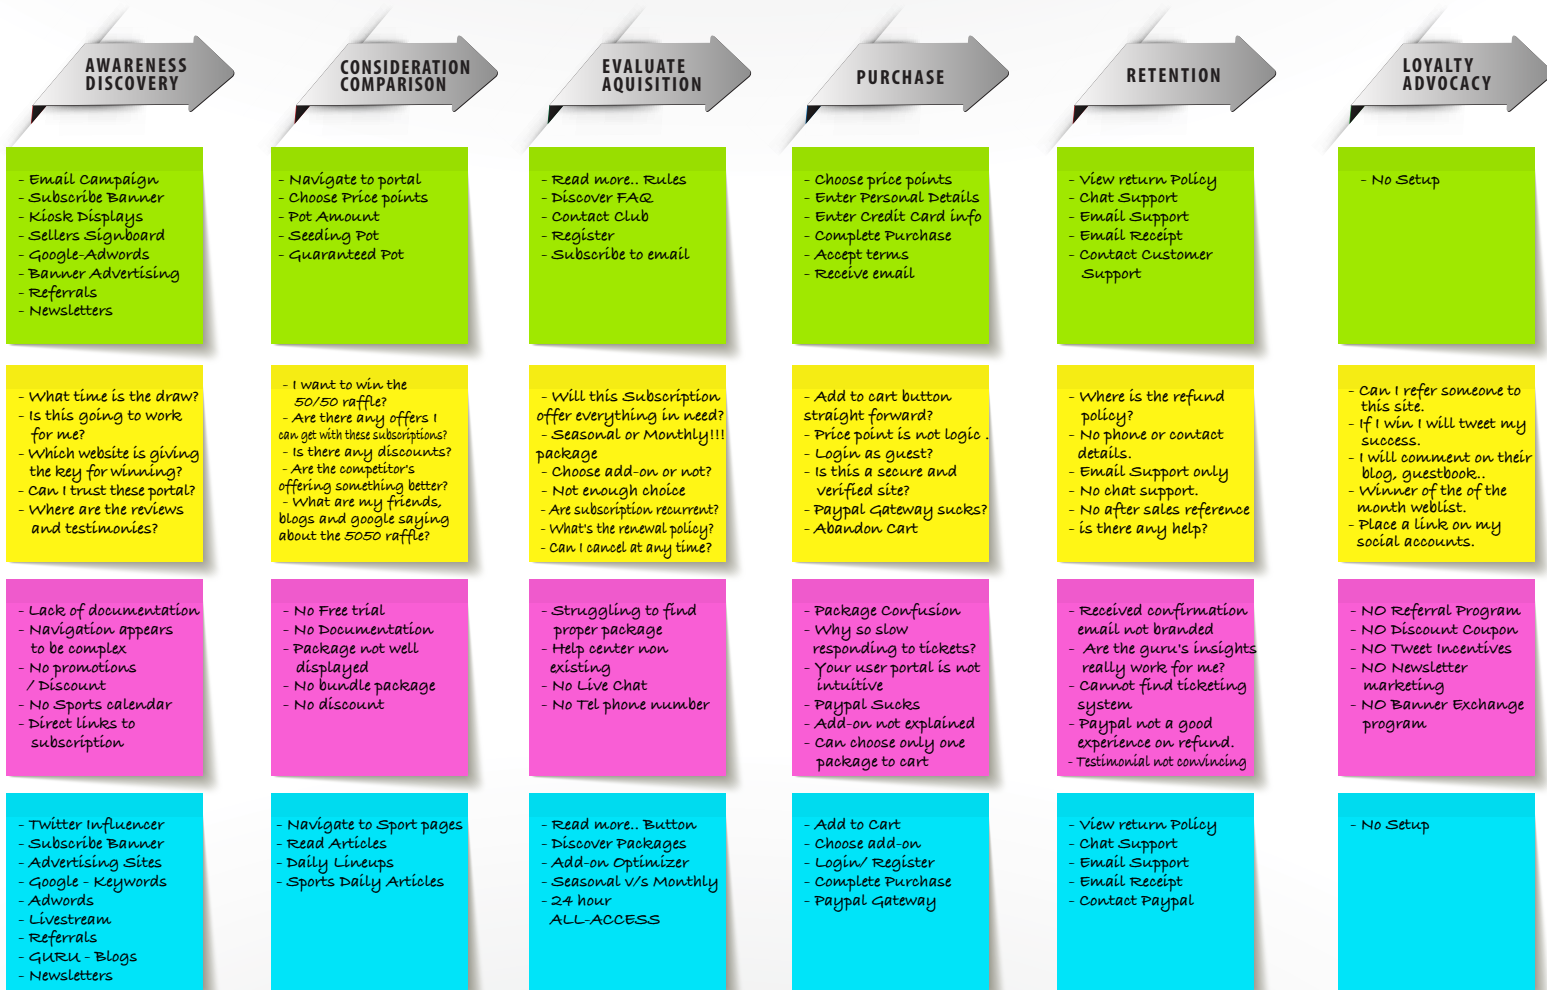 AWARENESS
DISCOVERY
CONSIDERATION
COMPARISON
EVALUATE
AQUISITION
PURCHASE
RETENTION
LOYALTY
ADVOCACY
- Email Campaign
- Subscribe Banner
- Kiosk Displays
- Sellers Signboard
- Google-Adwords
- Banner Advertising
- Referrals
- Newsletters
- Navigate to portal
- Choose Price points
- Pot Amount
- Seeding Pot
- Guaranteed Pot
- Read more.. Rules
- Discover FAQ
- Contact Club
- Register
- Subscribe to email
- Choose price points
- Enter Personal Details
- Enter Credit Card info
- Complete Purchase
- Accept terms
- Receive email
- View return Policy
- Chat Support
- Email Support
- Email Receipt
- Contact Customer
Support
- No Setup
- What time is the draw?
- Is this going to work
for me?
- Which website is giving
the key for winning?
- Can I trust these portal?
- Where are the reviews
and testimonies?
- I want to win the
50/50 raffle?
- Are there any offers I
can get with these subscriptions?
- Is there any discounts?
- Are the competitor's
offering something better?
- What are my friends,
blogs and google saying
about the 5050 raffle?
- Will this Subscription
offer everything in need?
- Seasonal or Monthly!!!
package
- Choose add-on or not?
- Not enough choice
- Are subscription recurrent?
- What's the renewal policy?
- Can I cancel at any time?
- Add to cart button
straight forward?
- Price point is not logic .
- Login as guest?
- Is this a secure and
verified site?
- Paypal Gateway sucks?
- Abandon Cart
- Where is the refund
policy?
- No phone or contact
details.
- Email Support only
- No chat support.
- No after sales reference
- is there any help?
- Can I refer someone to
this site.
- If I win I will tweet my
success.
- I will comment on their
blog, guestbook..
- Winner of the of the
month weblist.
- Place a link on my
social accounts.
- Lack of documentation
- Navigation appears
to be complex
- No promotions
/ Discount
- No Sports calendar
- Direct links to
subscription
- No Free trial
- No Documentation
- Package not well
displayed
- No bundle package
- No discount
- Struggling to find
proper package
- Help center non
existing
- No Live Chat
- No Tel phone number
- Package Confusion
- Why so slow
responding to tickets?
- Your user portal is not
intuitive
- Paypal Sucks
- Add-on not explained
- Can choose only one
package to cart
- Received confirmation
email not branded
- Are the guru's insights
really work for me?
- Cannot find ticketing
system
- Paypal not a good
experience on refund.
- Testimonial not convincing
- NO Referral Program
- NO Discount Coupon
- NO Tweet Incentives
- NO Newsletter
marketing
- NO Banner Exchange
program
- Twitter Influencer
- Subscribe Banner
- Advertising Sites
- Google - Keywords
- Adwords
- Livestream
- Referrals
- GURU - Blogs
- Newsletters
- Navigate to Sport pages
- Read Articles
- Daily Lineups
- Sports Daily Articles
- Read more.. Button
- Discover Packages
- Add-on Optimizer
- Seasonal v/s Monthly
- 24 hour
ALL-ACCESS
- Add to Cart
- Choose add-on
- Login/ Register
- Complete Purchase
- Paypal Gateway
- View return Policy
- Chat Support
- Email Support
- Email Receipt
- Contact Paypal
- No Setup